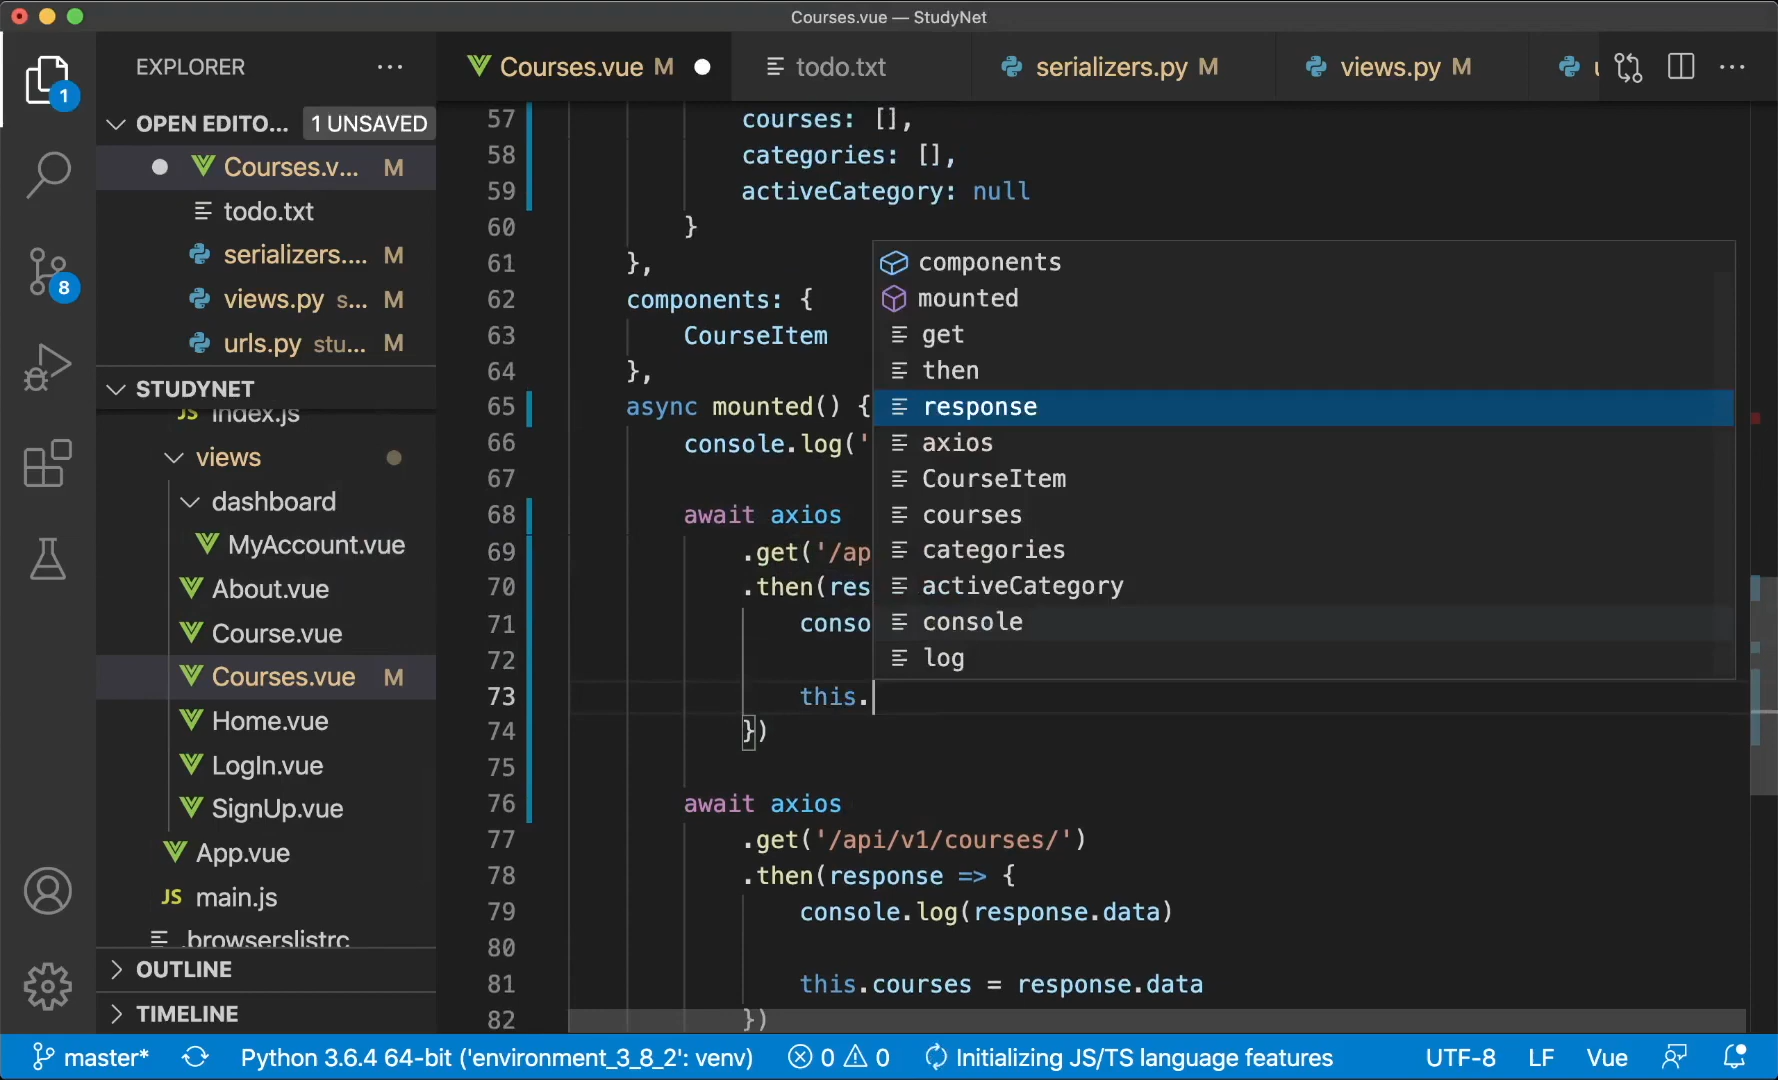 Courses.vue — StudyNet
EXPLORER
Courses.vue M
todo.txt
serializers.py M
views.py M
1
OPEN EDITO... 1 UNSAVED
Courses.v... M
todo.txt
serializers.... M
views.py s... M
urls.py stu... M
STUDYNET
JS index.js
views
dashboard
MyAccount.vue
About.vue
Course.vue
Courses.vue M
Home.vue
LogIn.vue
SignUp.vue
App.vue
JS main.js
.browserslistrc
OUTLINE
TIMELINE
8
57 courses: [],
58 categories: [],
59 activeCategory: null
60 }
61 },
62 components: {
63 CourseItem
64 },
65 async mounted() {
66 console.log('
67
68 await axios
69 .get('/ap
70 .then(res
71 conso
72
73 this.
74 })
75
76 await axios
77 .get('/api/v1/courses/')
78 .then(response => {
79 console.log(response.data)
80
81 this.courses = response.data
82 })
components
mounted
get
then
response
axios
CourseItem
courses
categories
activeCategory
console
log
master* Python 3.6.4 64-bit ('environment_3_8_2': venv) 0 0 Initializing JS/TS language features UTF-8 LF Vue